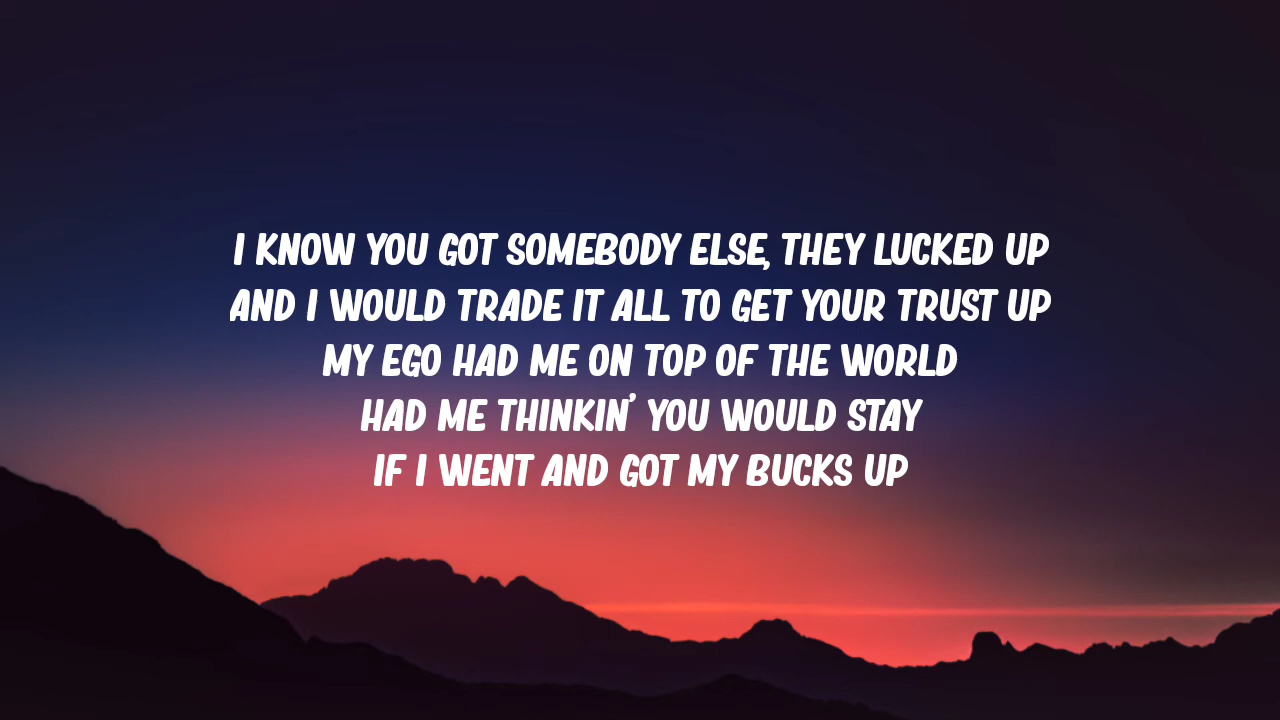 I KNOW YOU GOT SOMEBODY ELSE, THEY LUCKED UP
AND I WOULD TRADE IT ALL TO GET YOUR TRUST UP
MY EGO HAD ME ON TOP OF THE WORLD
HAD ME THINKIN' YOU WOULD STAY
IF I WENT AND GOT MY BUCKS UP